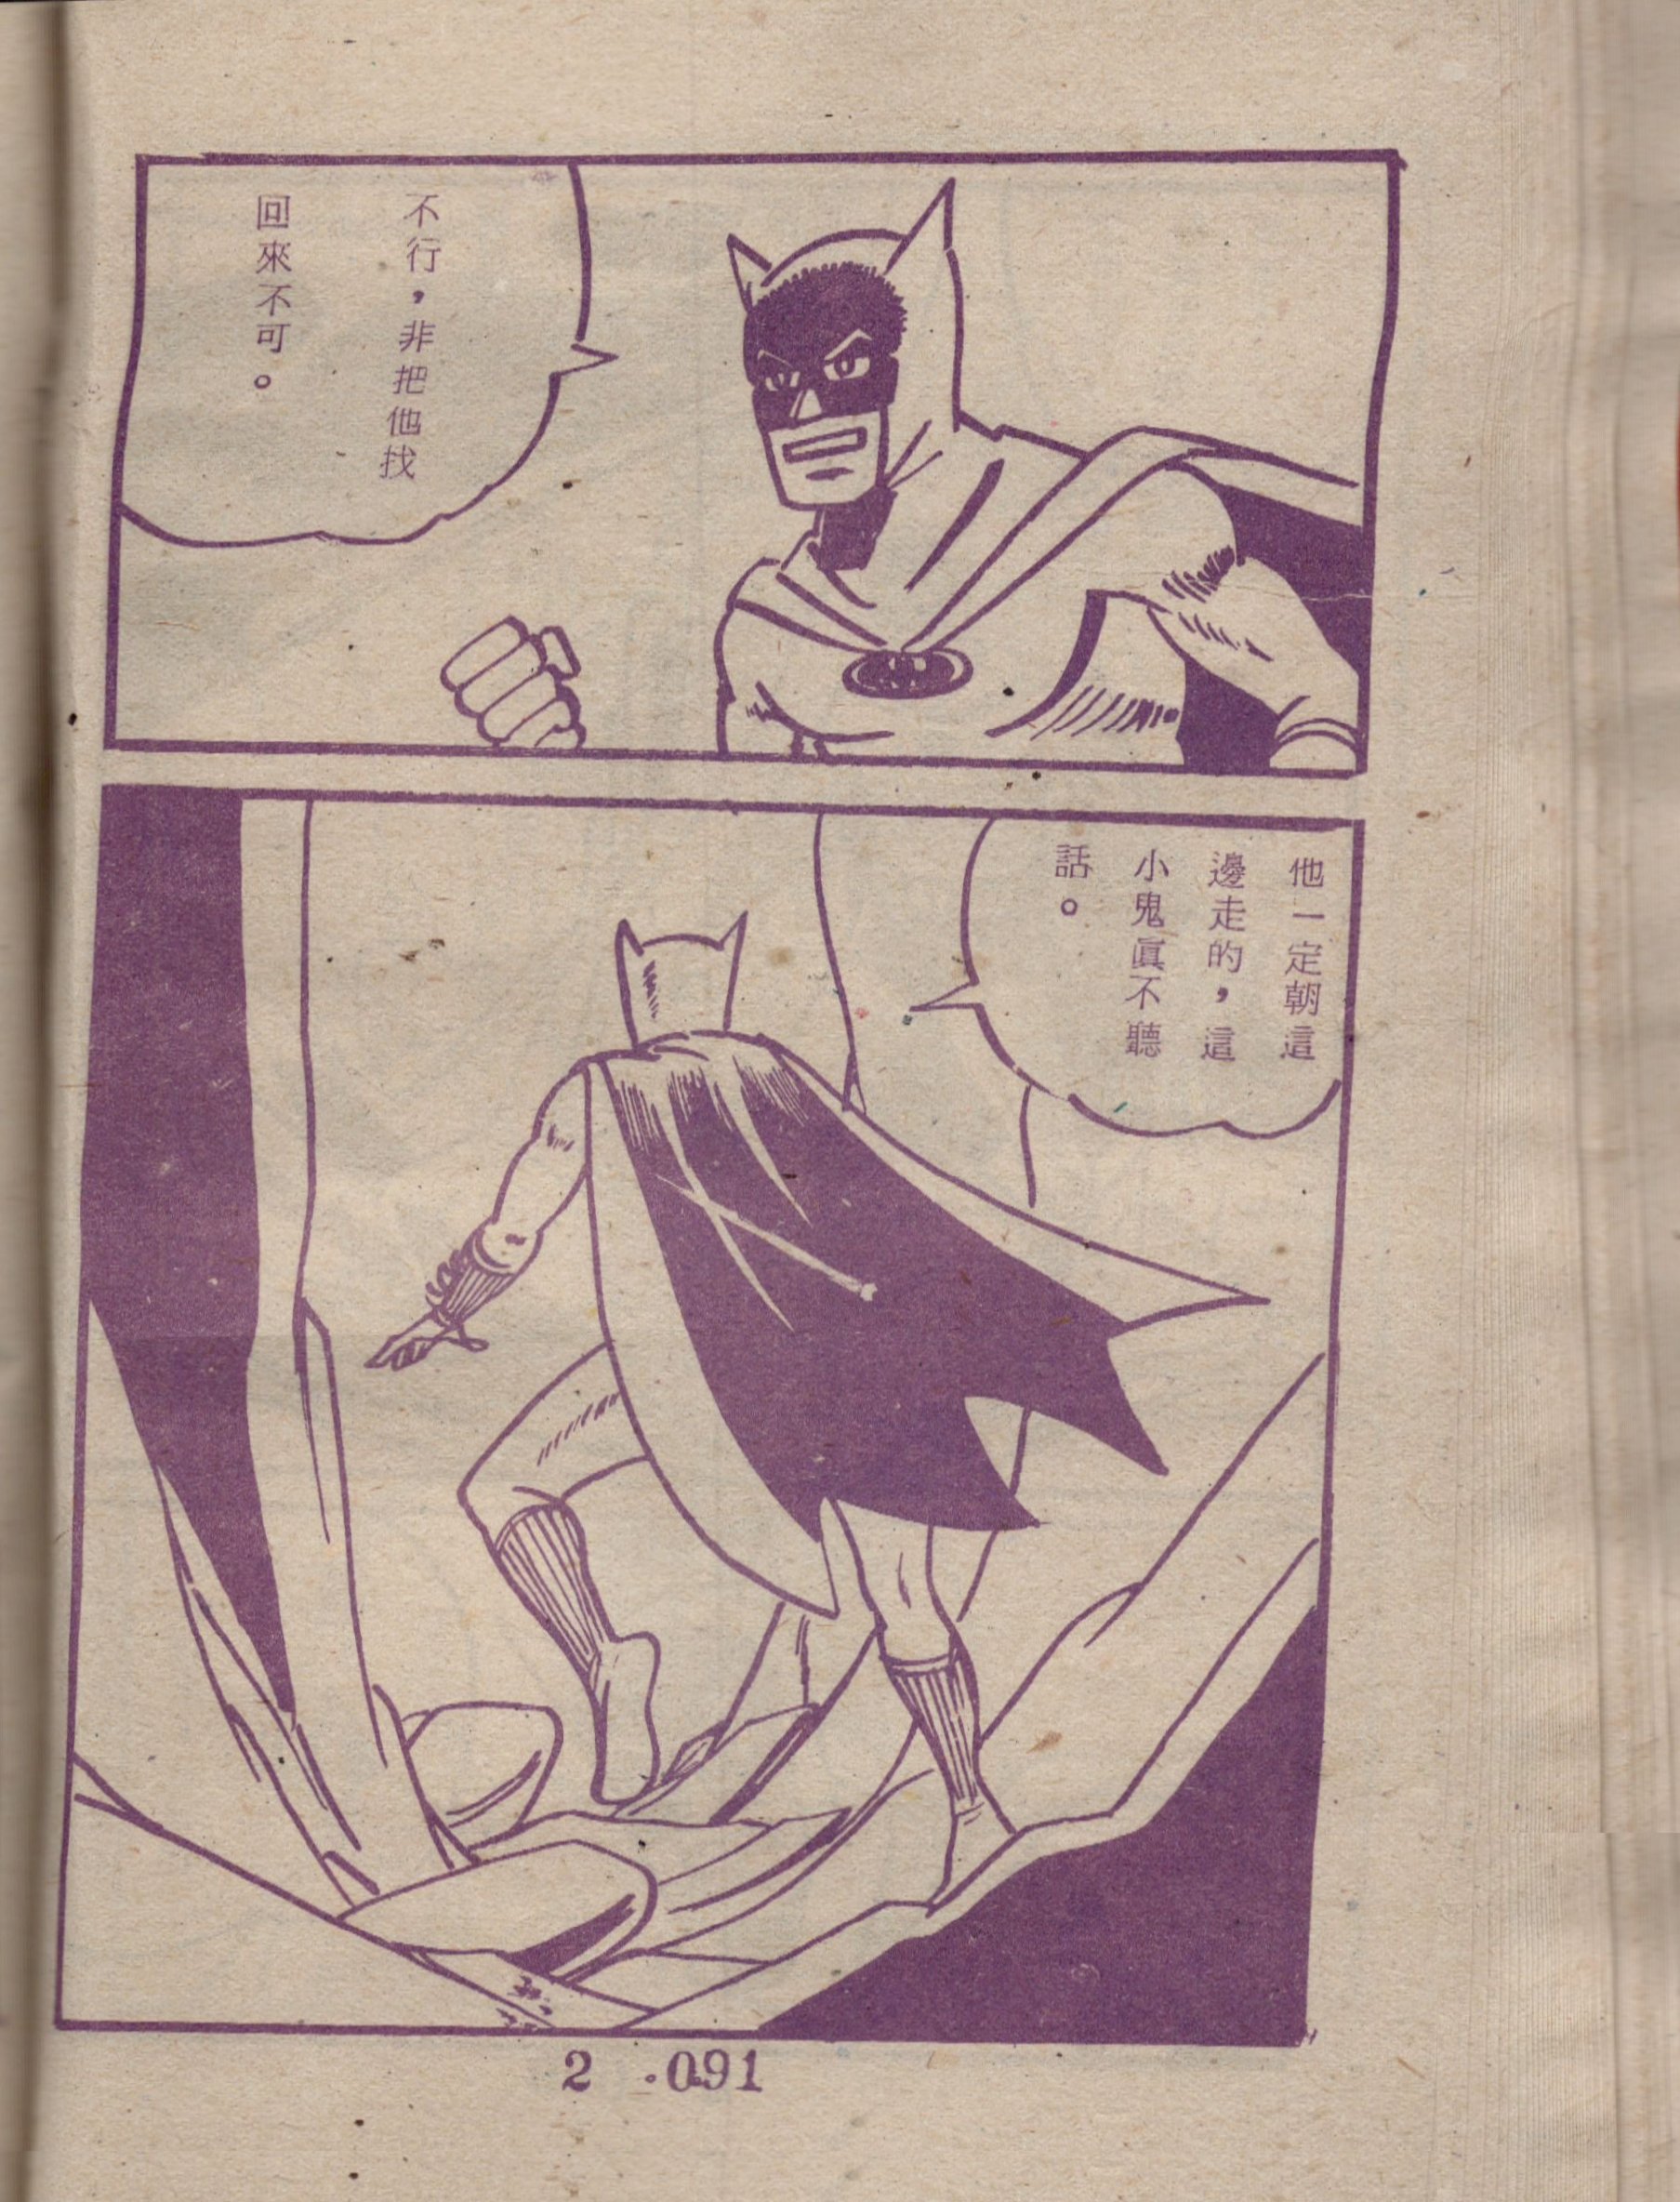 不行，非把他找
回來不可。
他一定朝這
邊走的，這
小鬼眞不聽
話。
2 .091